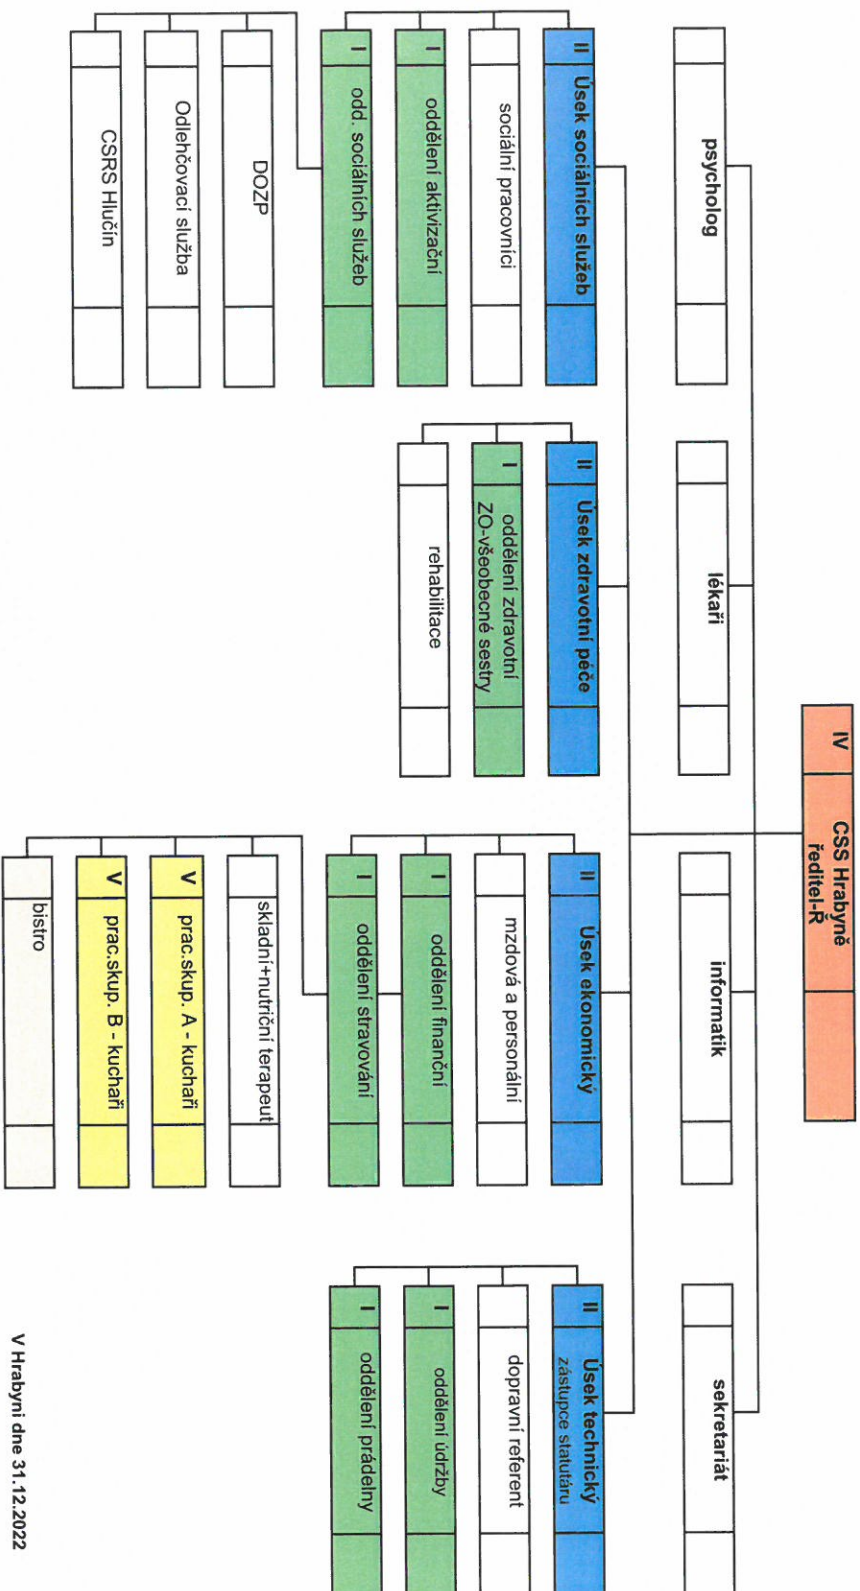 IV
CSS Hrabyně
ředitel-Ř
psycholog
lékaři
informatik
sekretariát
II
Úsek sociálních služeb
sociální pracovníci
I
oddělení aktivizační
I
odd. sociálních služeb
DOZP
Odlehčovací služba
CSRS Hlučín
II
Úsek zdravotní péče
I
oddělení zdravotní
ZO-všeobecné sestry
rehabilitace
II
Úsek ekonomický
mzdová a personální
I
oddělení finanční
I
oddělení stravování
skladní+nutriční terapeut
V
prac.skup. A - kuchaři
V
prac.skup. B - kuchaři
bistro
II
Úsek technický
zástupce statutáru
dopravní referent
I
oddělení údržby
I
oddělení prádelny
V Hrabyni dne 31.12.2022